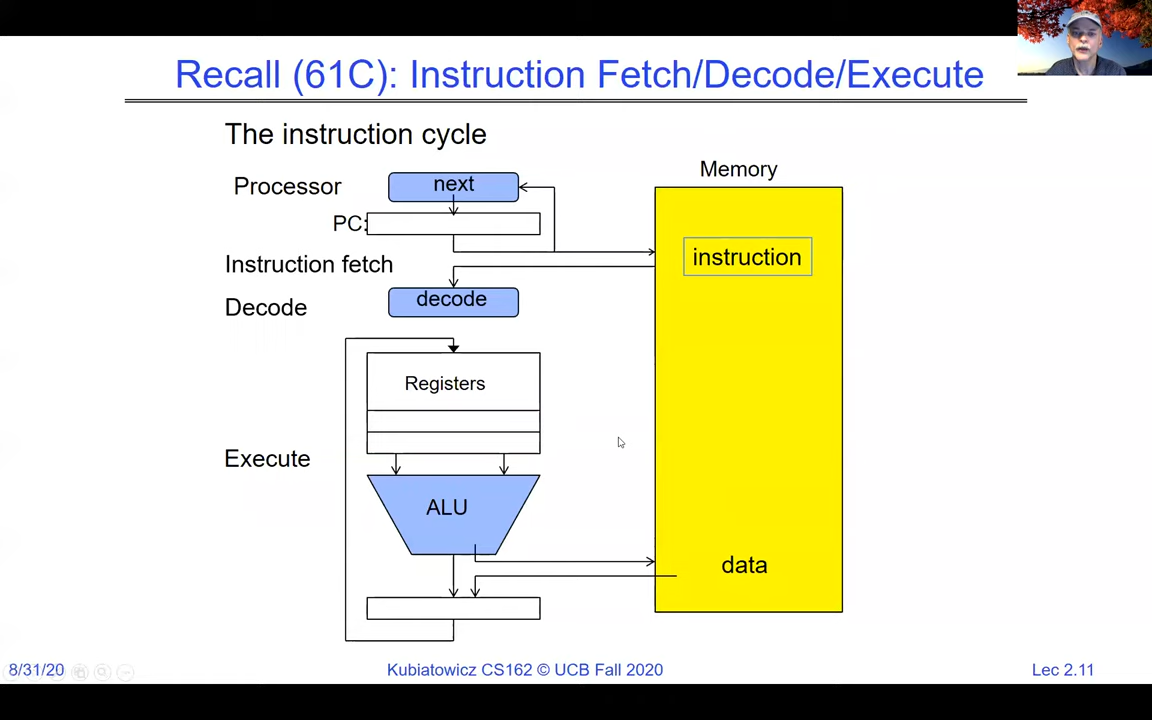 Recall (61C): Instruction Fetch/Decode/Execute
The instruction cycle
Memory
Processor
next
PC:
instruction
Instruction fetch
decode
Decode
Registers
Execute
ALU
data
8/31/20
Kubiatowicz CS162 © UCB Fall 2020
Lec 2.11